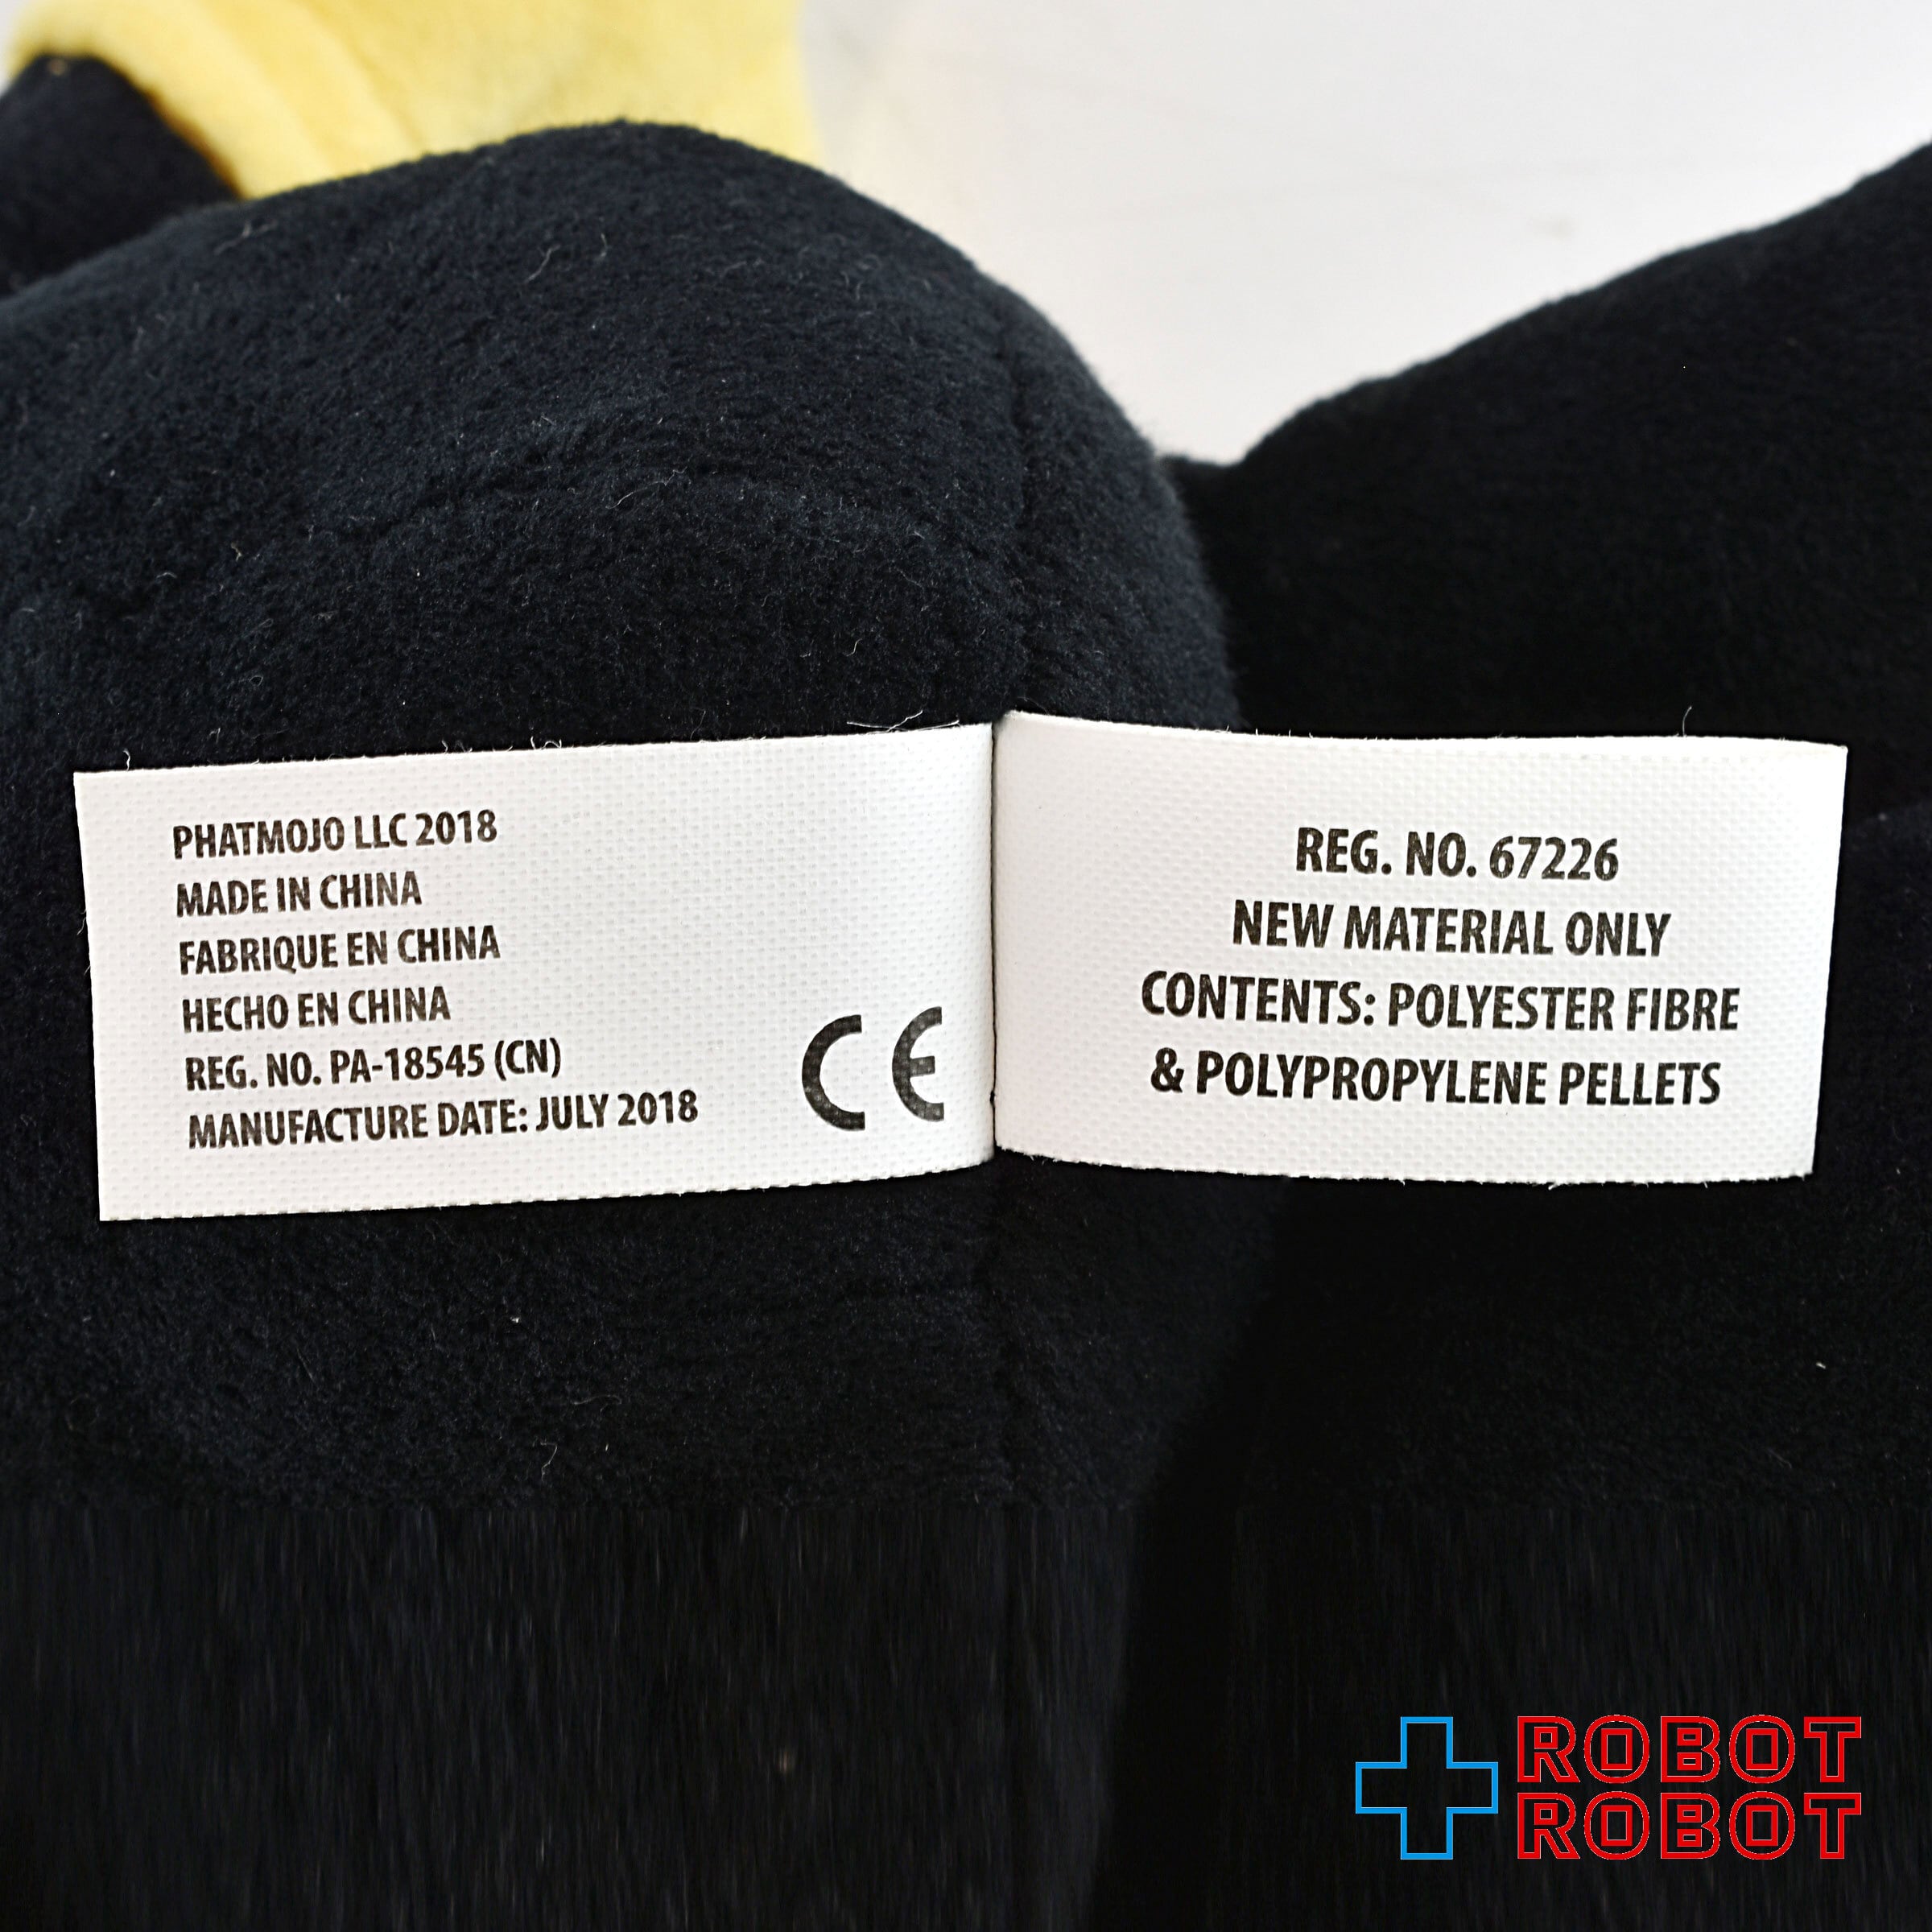 PHATMOJO LLC 2018
MADE IN CHINA
FABRIQUE EN CHINA
HECHO EN CHINA
REG. NO. PA-18545 (CN)
MANUFACTURE DATE: JULY 2018
CE
REG. NO. 67226
NEW MATERIAL ONLY
CONTENTS: POLYESTER FIBRE
& POLYPROPYLENE PELLETS
ROBOT
ROBOT